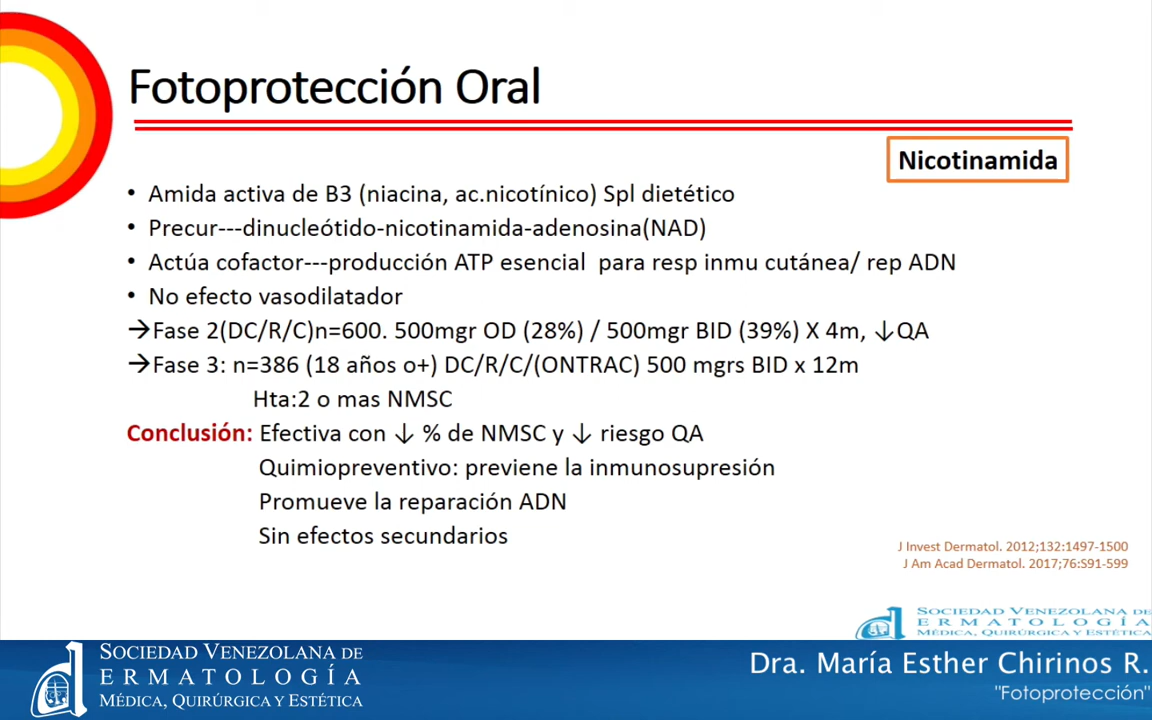 Fotoprotección Oral
Nicotinamida
• Amida activa de B3 (niacina, ac.nicotínico) Spl dietético
• Precur---dinucleótido-nicotinamida-adenosina(NAD)
• Actúa cofactor---producción ATP esencial para resp inmu cutánea/ rep ADN
• No efecto vasodilatador
→Fase 2(DC/R/C)n=600. 500mgr OD (28%) / 500mgr BID (39%) X 4m, ↓QA
→Fase 3: n=386 (18 años o+) DC/R/C/(ONTRAC) 500 mgrs BID x 12m
Hta:2 o mas NMSC
Conclusión: Efectiva con ↓ % de NMSC y ↓ riesgo QA
Quimiopreventivo: previene la inmunosupresión
Promueve la reparación ADN
Sin efectos secundarios
J Invest Dermatol. 2012;132:1497-1500
J Am Acad Dermatol. 2017;76:S91-599
SOCIEDAD VENEZOLANA DE
ERMATOLOGÍA
MÉDICA, QUIRÚRGICA Y ESTÉTICA
SOCIEDAD VENEZOLANA DE
ERMATOLOGÍA
MÉDICA, QUIRÚRGICA Y ESTÉTICA
Dra. María Esther Chirinos R.
"Fotoprotección"